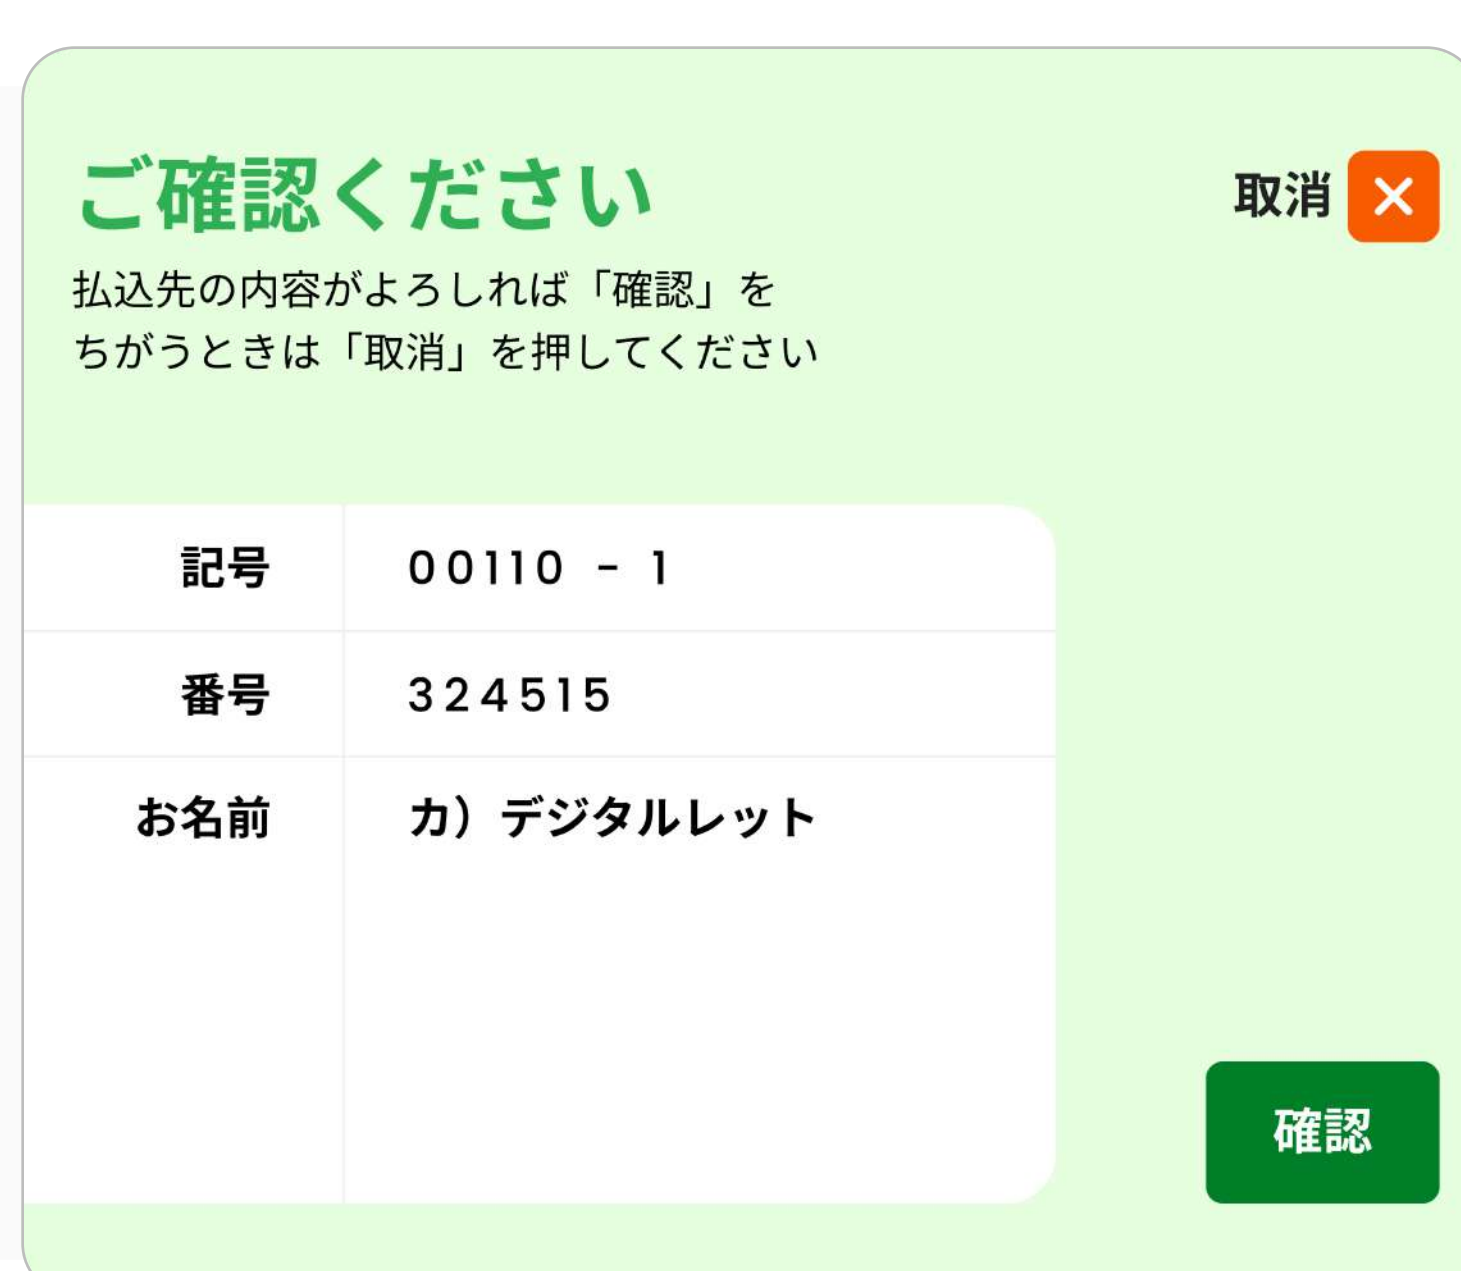 ご確認ください
取消
払込先の内容がよろしれば「確認」を
ちがうときは「取消」を押してください
記号 00110 - 1
番号 324515
お名前 カ）デジタルレット
確認